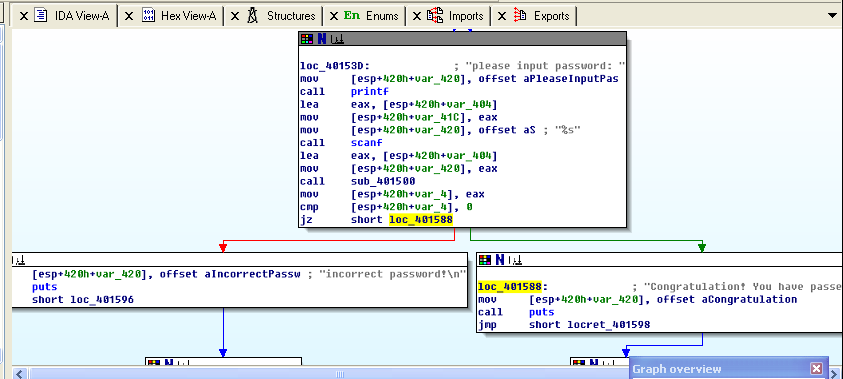 IDA View-A Hex View-A Structures En Enums Imports Exports
loc_40153D: ; "please input password: "
mov [esp+420h+var_420], offset aPleaseInputPas
call printf
lea eax, [esp+420h+var_404]
mov [esp+420h+var_41C], eax
mov [esp+420h+var_420], offset aS ; "%s"
call scanf
lea eax, [esp+420h+var_404]
mov [esp+420h+var_420], eax
call sub_401500
mov [esp+420h+var_4], eax
cmp [esp+420h+var_4], 0
jz short loc_401588
[esp+420h+var_420], offset aIncorrectPassw ; "incorrect password!\n"
puts
short loc_401596
loc_401588: ; "Congratulation! You have passe
mov [esp+420h+var_420], offset aCongratulation
call puts
jmp short locret_401598
Graph overview